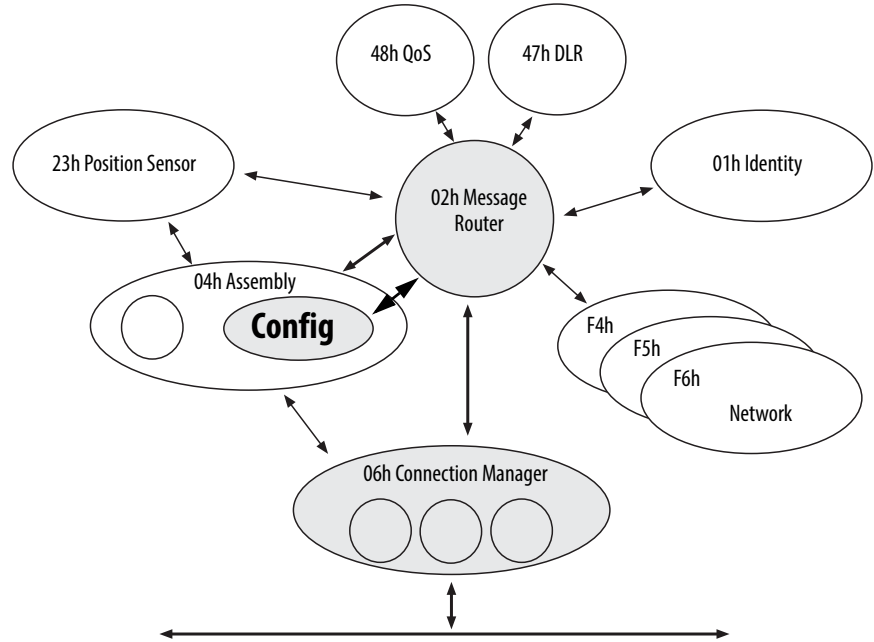 48h QoS
47h DLR
23h Position Sensor
02h Message
Router
01h Identity
04h Assembly
Config
F4h
F5h
F6h
Network
06h Connection Manager